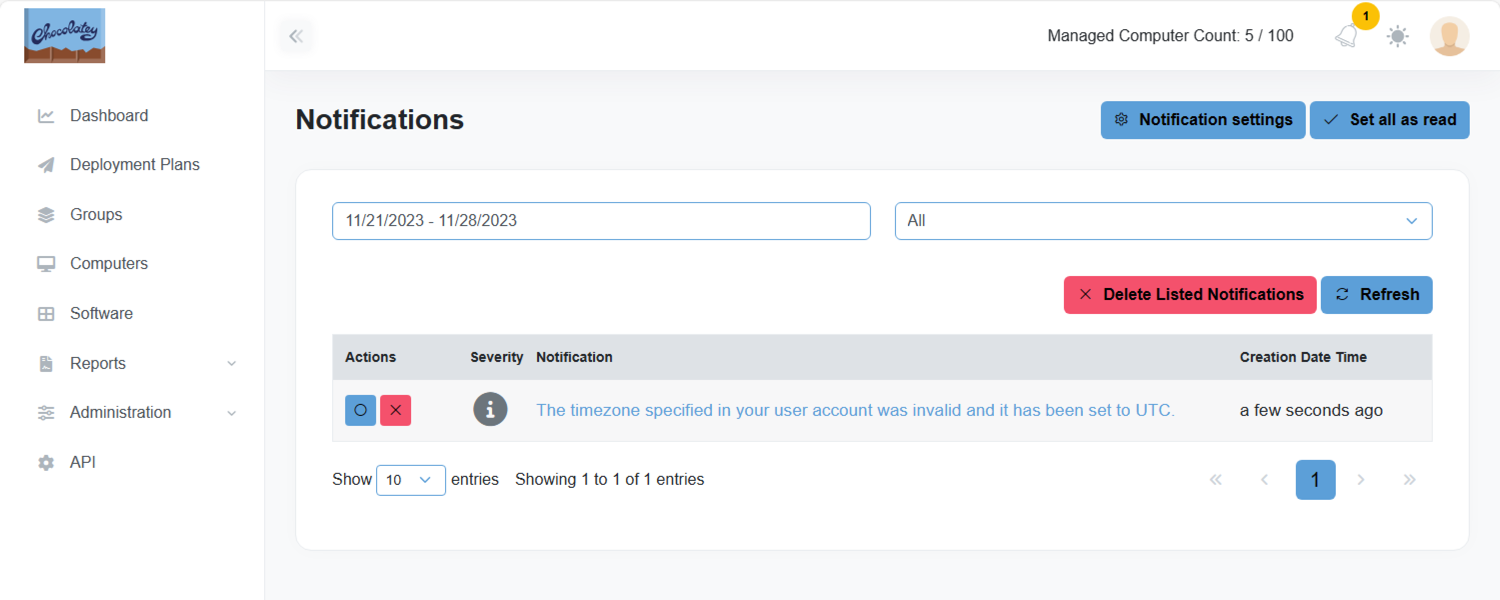 Chocolatey
Managed Computer Count: 5 / 100
1
Dashboard
Deployment Plans
Groups
Computers
Software
Reports
Administration
API
Notifications
Notification settings
Set all as read
11/21/2023 - 11/28/2023
All
Delete Listed Notifications
Refresh
Actions Severity Notification Creation Date Time
The timezone specified in your user account was invalid and it has been set to UTC. a few seconds ago
Show 10 entries Showing 1 to 1 of 1 entries
« ‹ 1 › »